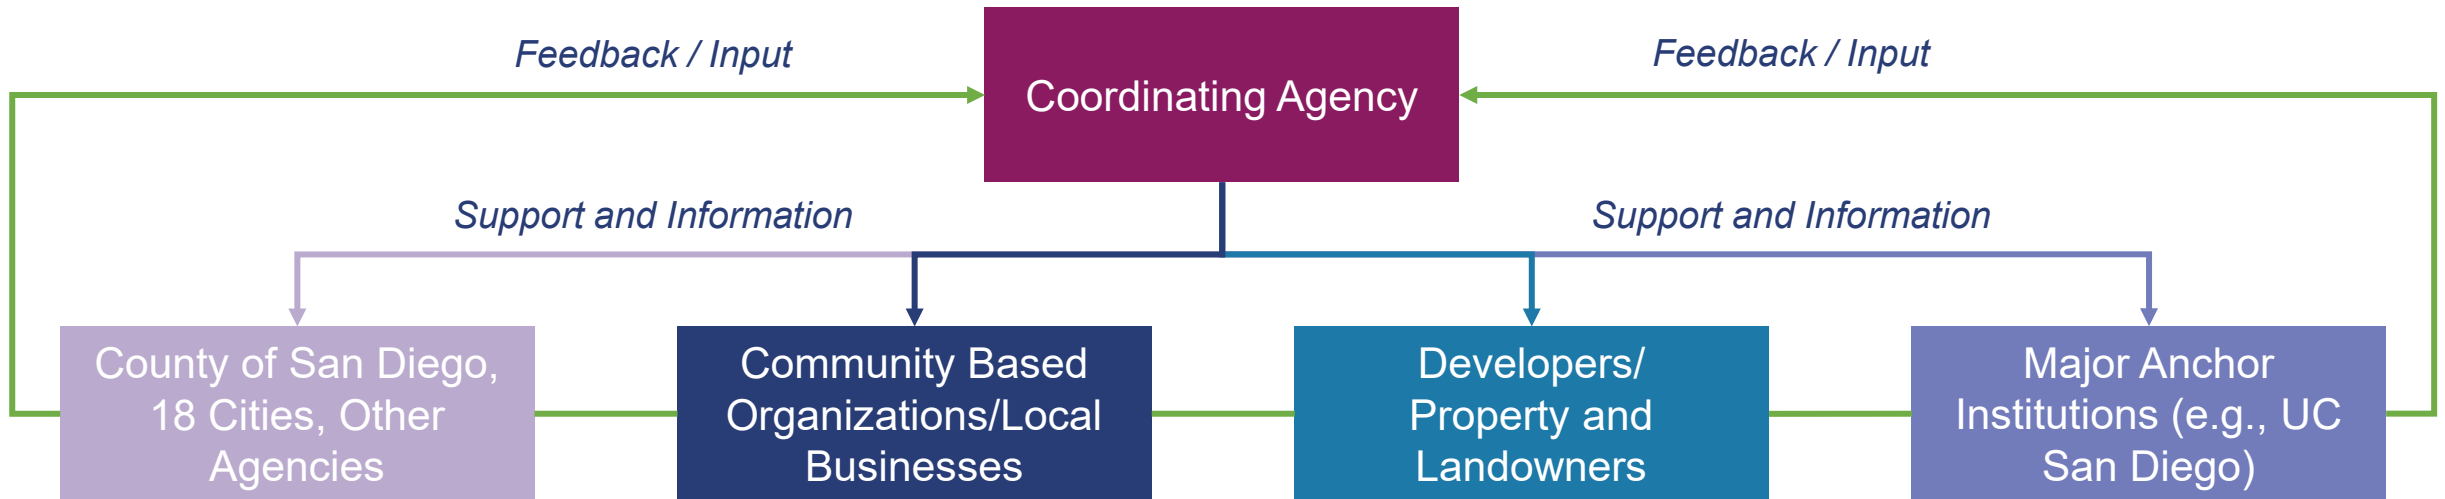 Feedback / Input
Feedback / Input
Coordinating Agency
Support and Information
Support and Information
County of San Diego,
18 Cities, Other
Agencies
Community Based
Organizations/Local
Businesses
Developers/
Property and
Landowners
Major Anchor
Institutions (e.g., UC
San Diego)